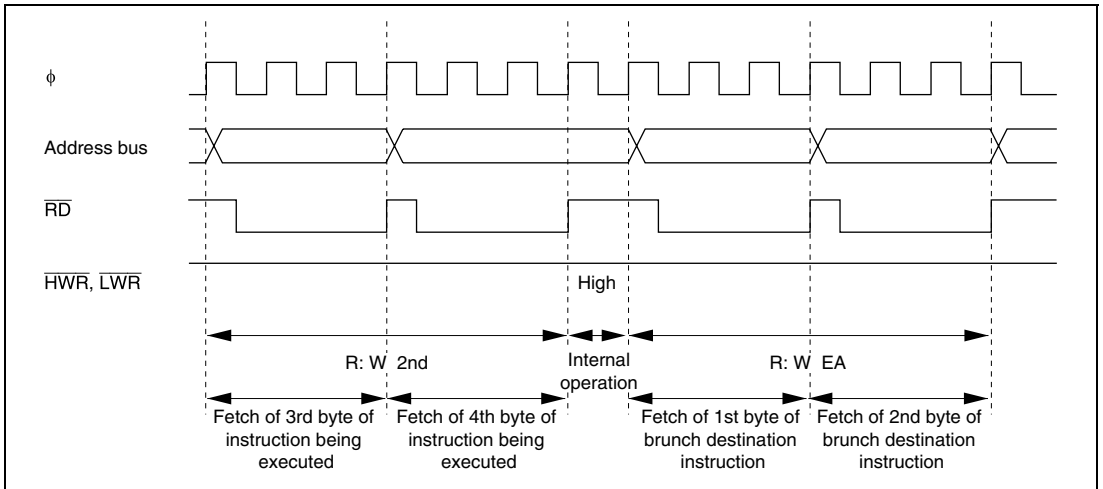 ϕ
Address bus
RD
HWR, LWR
High
R: W 2nd
Internal
operation
R: W EA
Fetch of 3rd byte of
instruction being
executed
Fetch of 4th byte of
instruction being
executed
Fetch of 1st byte of
brunch destination
instruction
Fetch of 2nd byte of
brunch destination
instruction